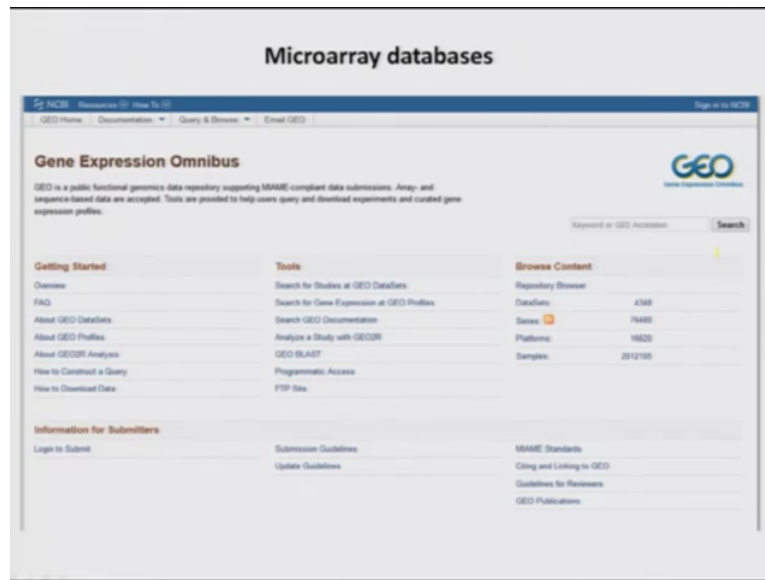 Microarray databases
NCBI Resources How To Sign in to NCBI
GEO Home Documentation Query & Browse Email GEO
Gene Expression Omnibus
GEO
Gene Expression Omnibus
GEO is a public functional genomics data repository supporting MIAME-compliant data submissions. Array- and
sequence-based data are accepted. Tools are provided to help users query and download experiments and curated gene
expression profiles.
Keyword or GEO Accession Search
Getting Started Tools Browse Content
Overview Search for Studies at GEO DataSets Repository Browser
FAQ Search for Gene Expression at GEO Profiles DataSets: 4348
About GEO DataSets Search GEO Documentation Series: 76480
About GEO Profiles Analyze a Study with GEO2R Platforms: 16620
About GEO2R Analysis GEO BLAST Samples: 2012105
How to Construct a Query Programmatic Access
How to Download Data FTP Site
Information for Submitters
Login to Submit Submission Guidelines MIAME Standards
Update Guidelines Citing and Linking to GEO
Guidelines for Reviewers
GEO Publications